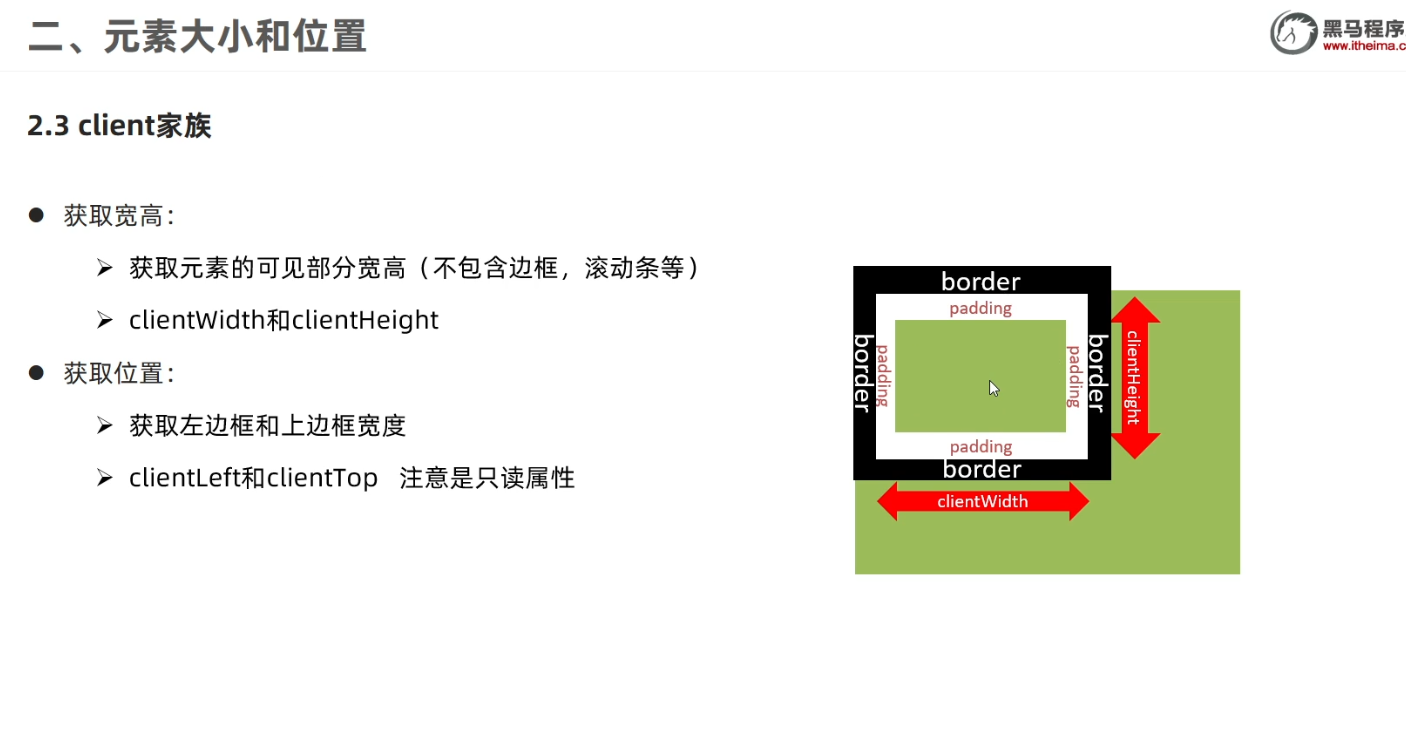 二、元素大小和位置
黑马程序
www.itheima.c
2.3 client家族
获取宽高：
获取元素的可见部分宽高（不包含边框，滚动条等）
clientWidth和clientHeight
获取位置：
获取左边框和上边框宽度
clientLeft和clientTop 注意是只读属性
border
padding
border
padding
padding
border
clientHeight
padding
border
clientWidth